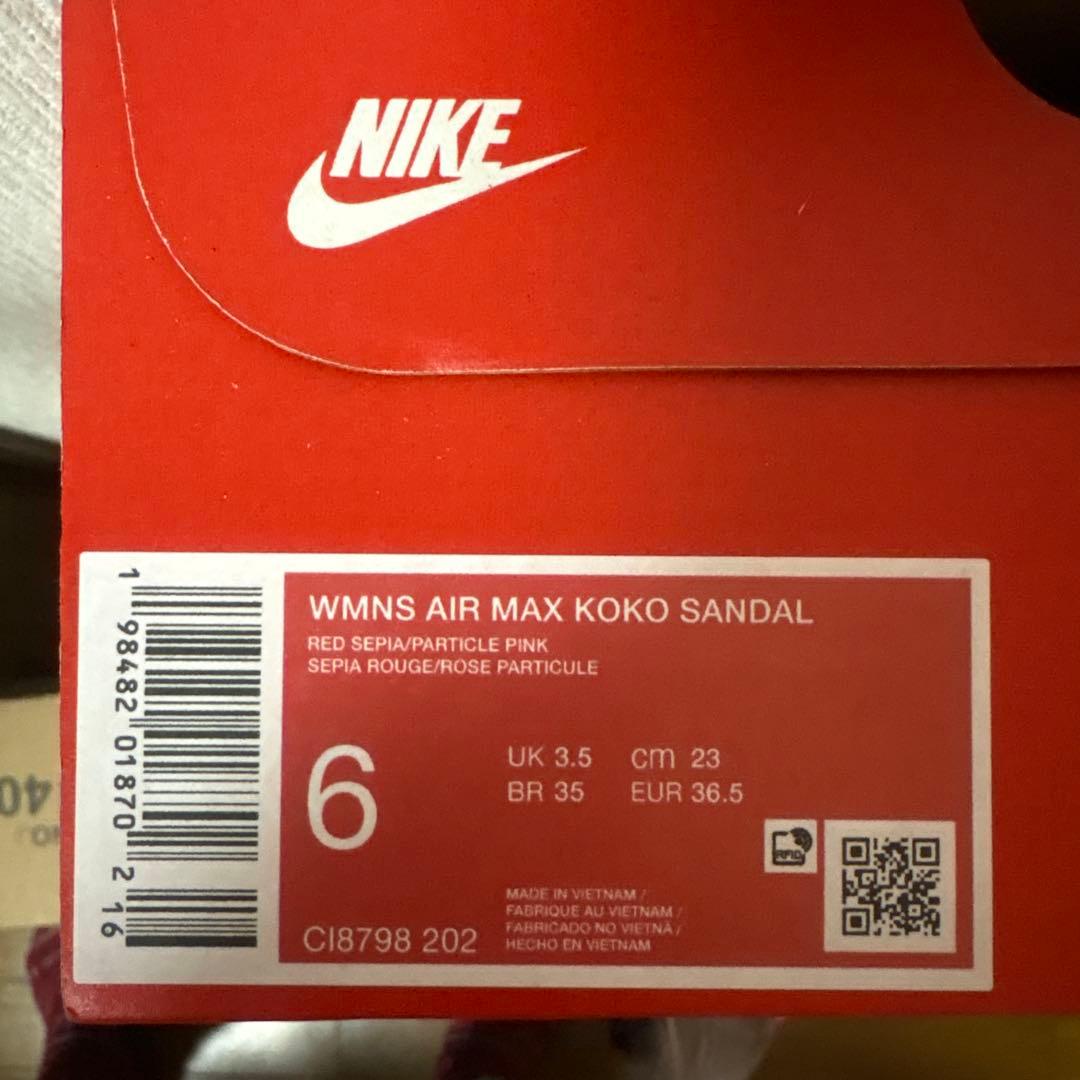 NIKE
WMNS AIR MAX KOKO SANDAL
RED SEPIA/PARTICLE PINK
SEPIA ROUGE/ROSE PARTICULE
6
UK 3.5 cm 23
BR 35 EUR 36.5
RFID
MADE IN VIETNAM /
FABRIQUE AU VIETNAM /
FABRICADO NO VIETNÃ /
HECHO EN VIETNAM
CI8798 202
1 98482 01870 2 16
40